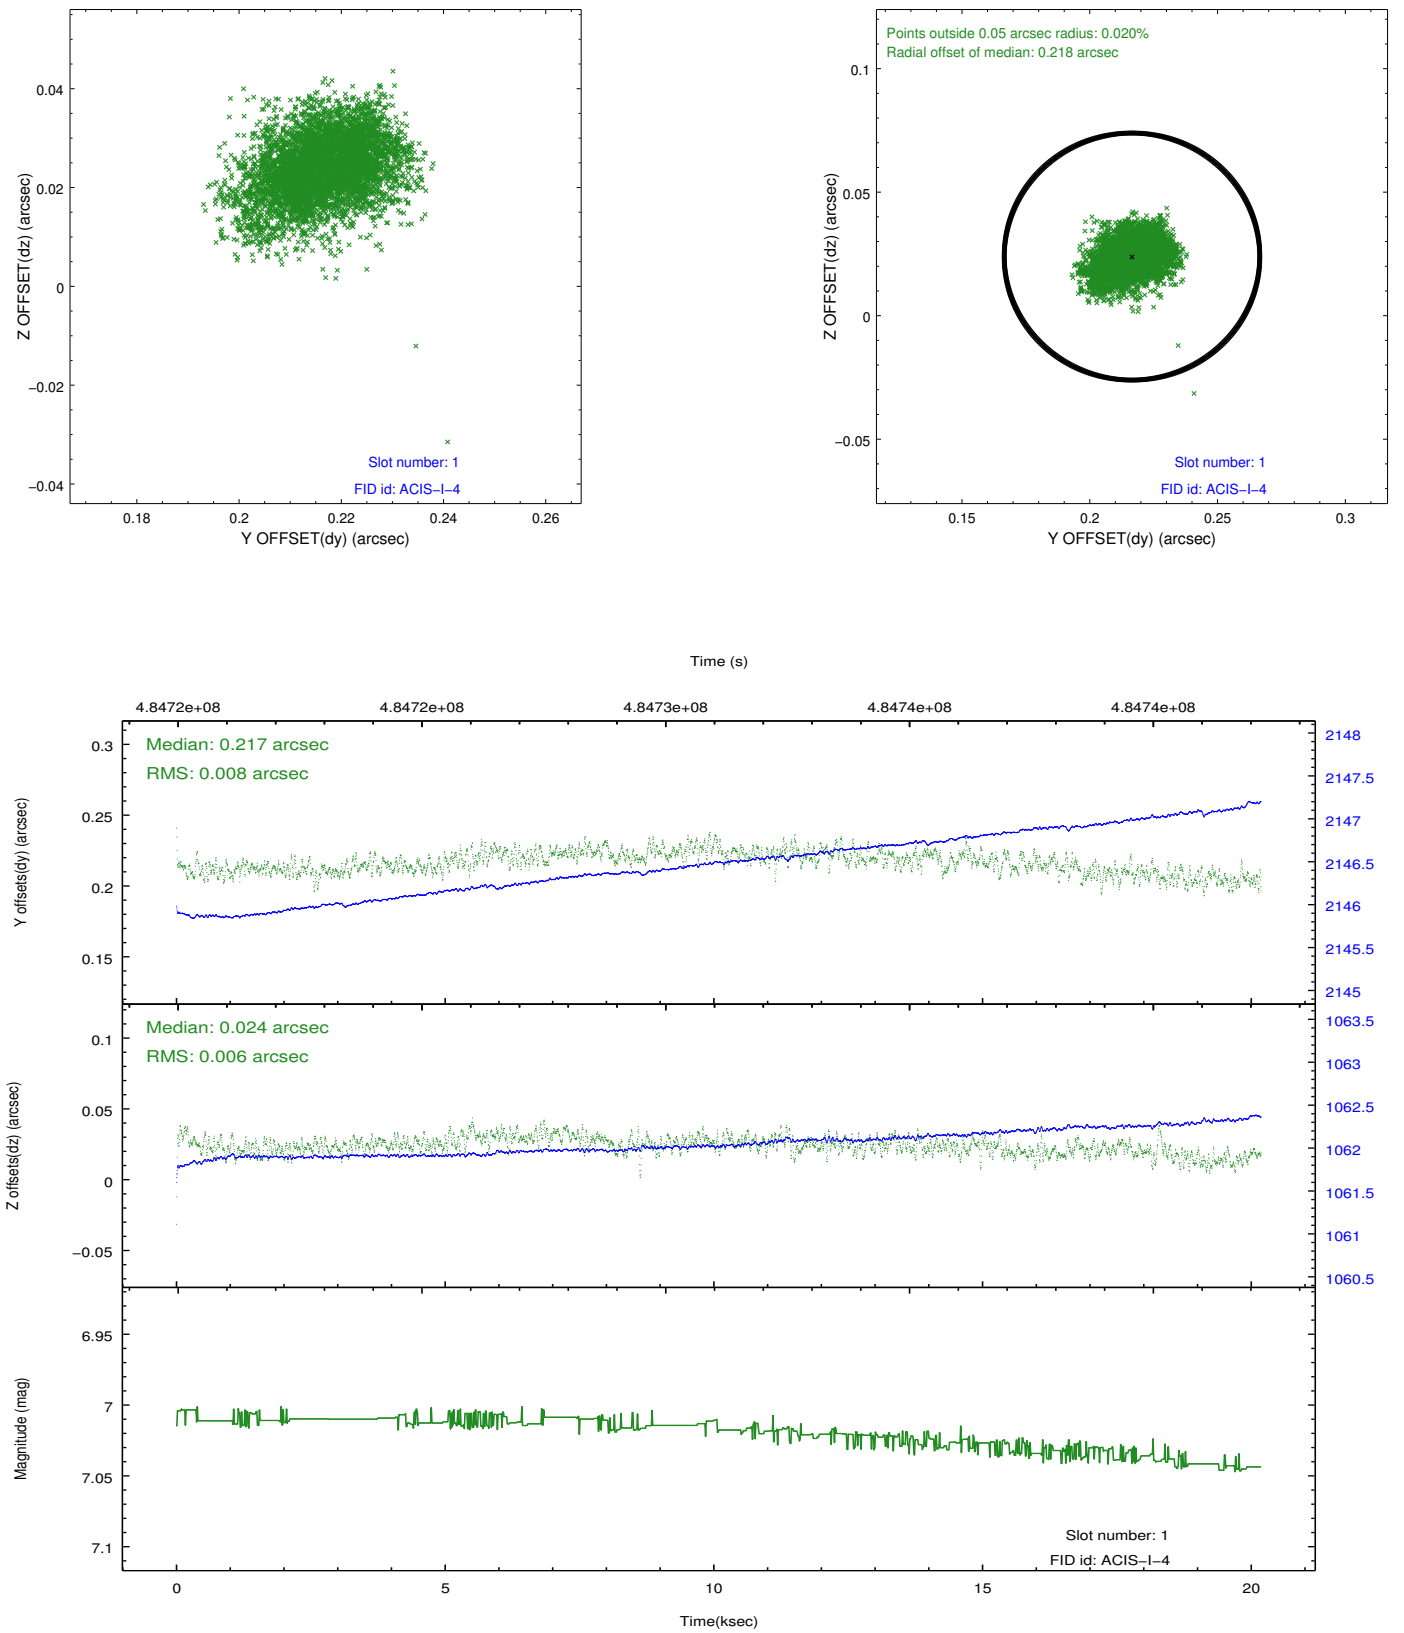 0.04
0.02
0
−0.02
−0.04
Z OFFSET(dz) (arcsec)
Slot number: 1
FID id: ACIS−I−4
0.18
0.2
0.22
0.24
0.26
Y OFFSET(dy) (arcsec)
Points outside 0.05 arcsec radius: 0.020%
Radial offset of median: 0.218 arcsec
0.1
0.05
0
−0.05
Z OFFSET(dz) (arcsec)
Slot number: 1
FID id: ACIS−I−4
0.15
0.2
0.25
0.3
Y OFFSET(dy) (arcsec)
Time (s)
4.8472e+08
4.8472e+08
4.8473e+08
4.8474e+08
4.8474e+08
Median: 0.217 arcsec
RMS: 0.008 arcsec
0.3
0.25
0.2
0.15
Y offsets(dy) (arcsec)
2148
2147.5
2147
2146.5
2146
2145.5
2145
Median: 0.024 arcsec
RMS: 0.006 arcsec
0.1
0.05
0
−0.05
Z offsets(dz) (arcsec)
1063.5
1063
1062.5
1062
1061.5
1061
1060.5
6.95
7
7.05
7.1
Magnitude (mag)
Slot number: 1
FID id: ACIS−I−4
0
5
10
15
20
Time(ksec)